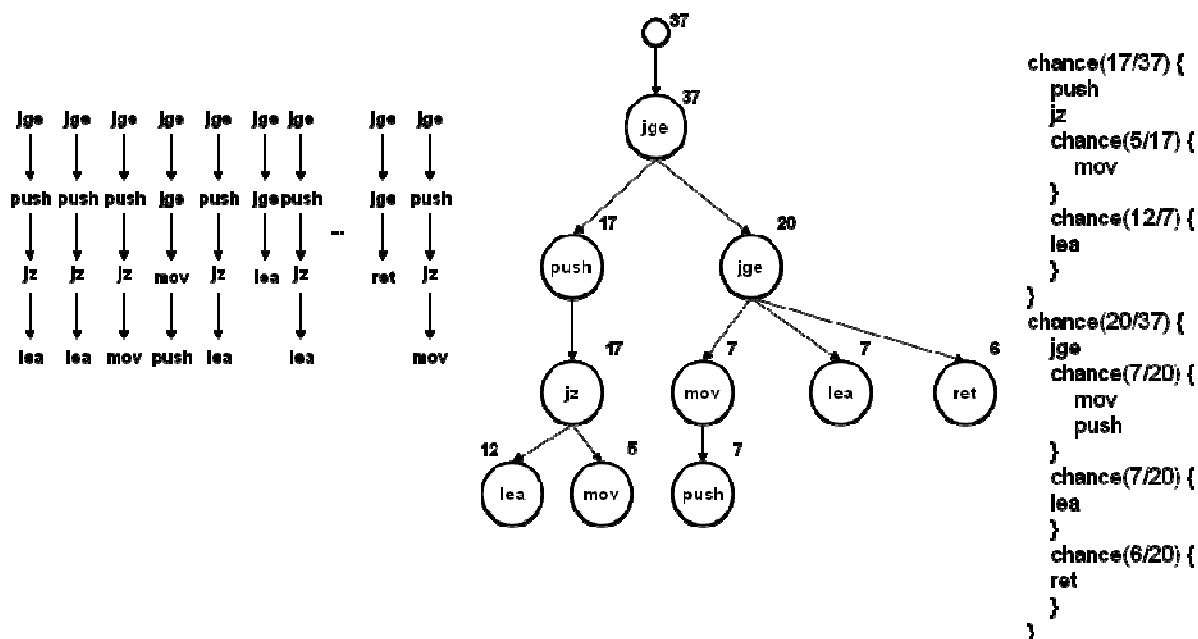 jge jge jge jge jge jge jge jge jge
push push push jge push jge push ... jge push
jz jz jz mov jz lea jz ret jz
lea lea mov push lea lea mov
37
37
jge
17 20
push jge
17 7 7 6
jz mov lea ret
12 5 7
lea mov push
chance(17/37) {
push
jz
chance(5/17) {
mov
}
chance(12/7) {
lea
}
}
chance(20/37) {
jge
chance(7/20) {
mov
push
}
chance(7/20) {
lea
}
chance(6/20) {
ret
}
}